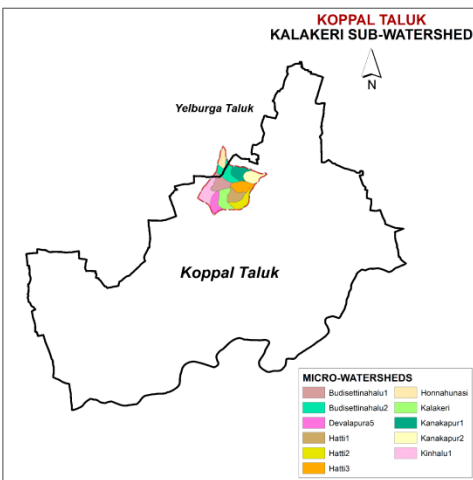 KOPPAL TALUK
KALAKERI SUB-WATERSHED
N
Yelburga Taluk
Koppal Taluk
MICRO-WATERSHEDS
Budisettinahalu1
Budisettinahalu2
Devalapura5
Hatti1
Hatti2
Hatti3
Honnahunasi
Kalakeri
Kanakapur1
Kanakapur2
Kinhalu1